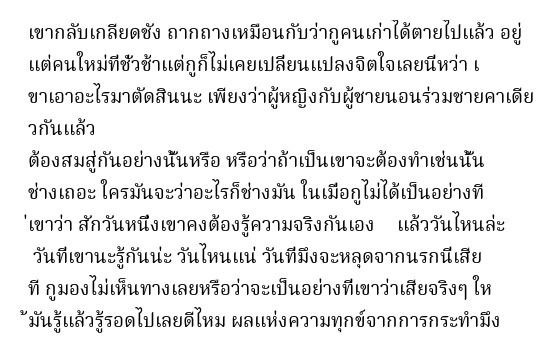 เขากลับเกลียดชัง ถากถางเหมือนกับว่ากูคนเก่าได้ตายไปแล้ว อยู่
แต่คนใหม่ที่ชั่วช้าแต่กูก็ไม่เคยเปลี่ยนแปลงจิตใจเลยนี่หว่า เ
ขาเอาอะไรมาตัดสินนะ เพียงว่าผู้หญิงกับผู้ชายนอนร่วมชายคาเดีย
วกันแล้ว
ต้องสมสู่กันอย่างนั้นหรือ หรือว่าถ้าเป็นเขาจะต้องทำเช่นนั้น
ช่างเถอะ ใครมันจะว่าอะไรก็ช่างมัน ในเมื่อกูไม่ได้เป็นอย่างที
่เขาว่า สักวันหนึ่งเขาคงต้องรู้ความจริงกันเอง แล้ววันไหนล่ะ
วันที่เขานะรู้กันน่ะ วันไหนแน่ วันที่มึงจะหลุดจากนรกนี่เสีย
ที กูมองไม่เห็นทางเลยหรือว่าจะเป็นอย่างที่เขาว่าเสียจริงๆ ให
้มันรู้แล้วรู้รอดไปเลยดีไหม ผลแห่งความทุกข์จากการกระทำมึง